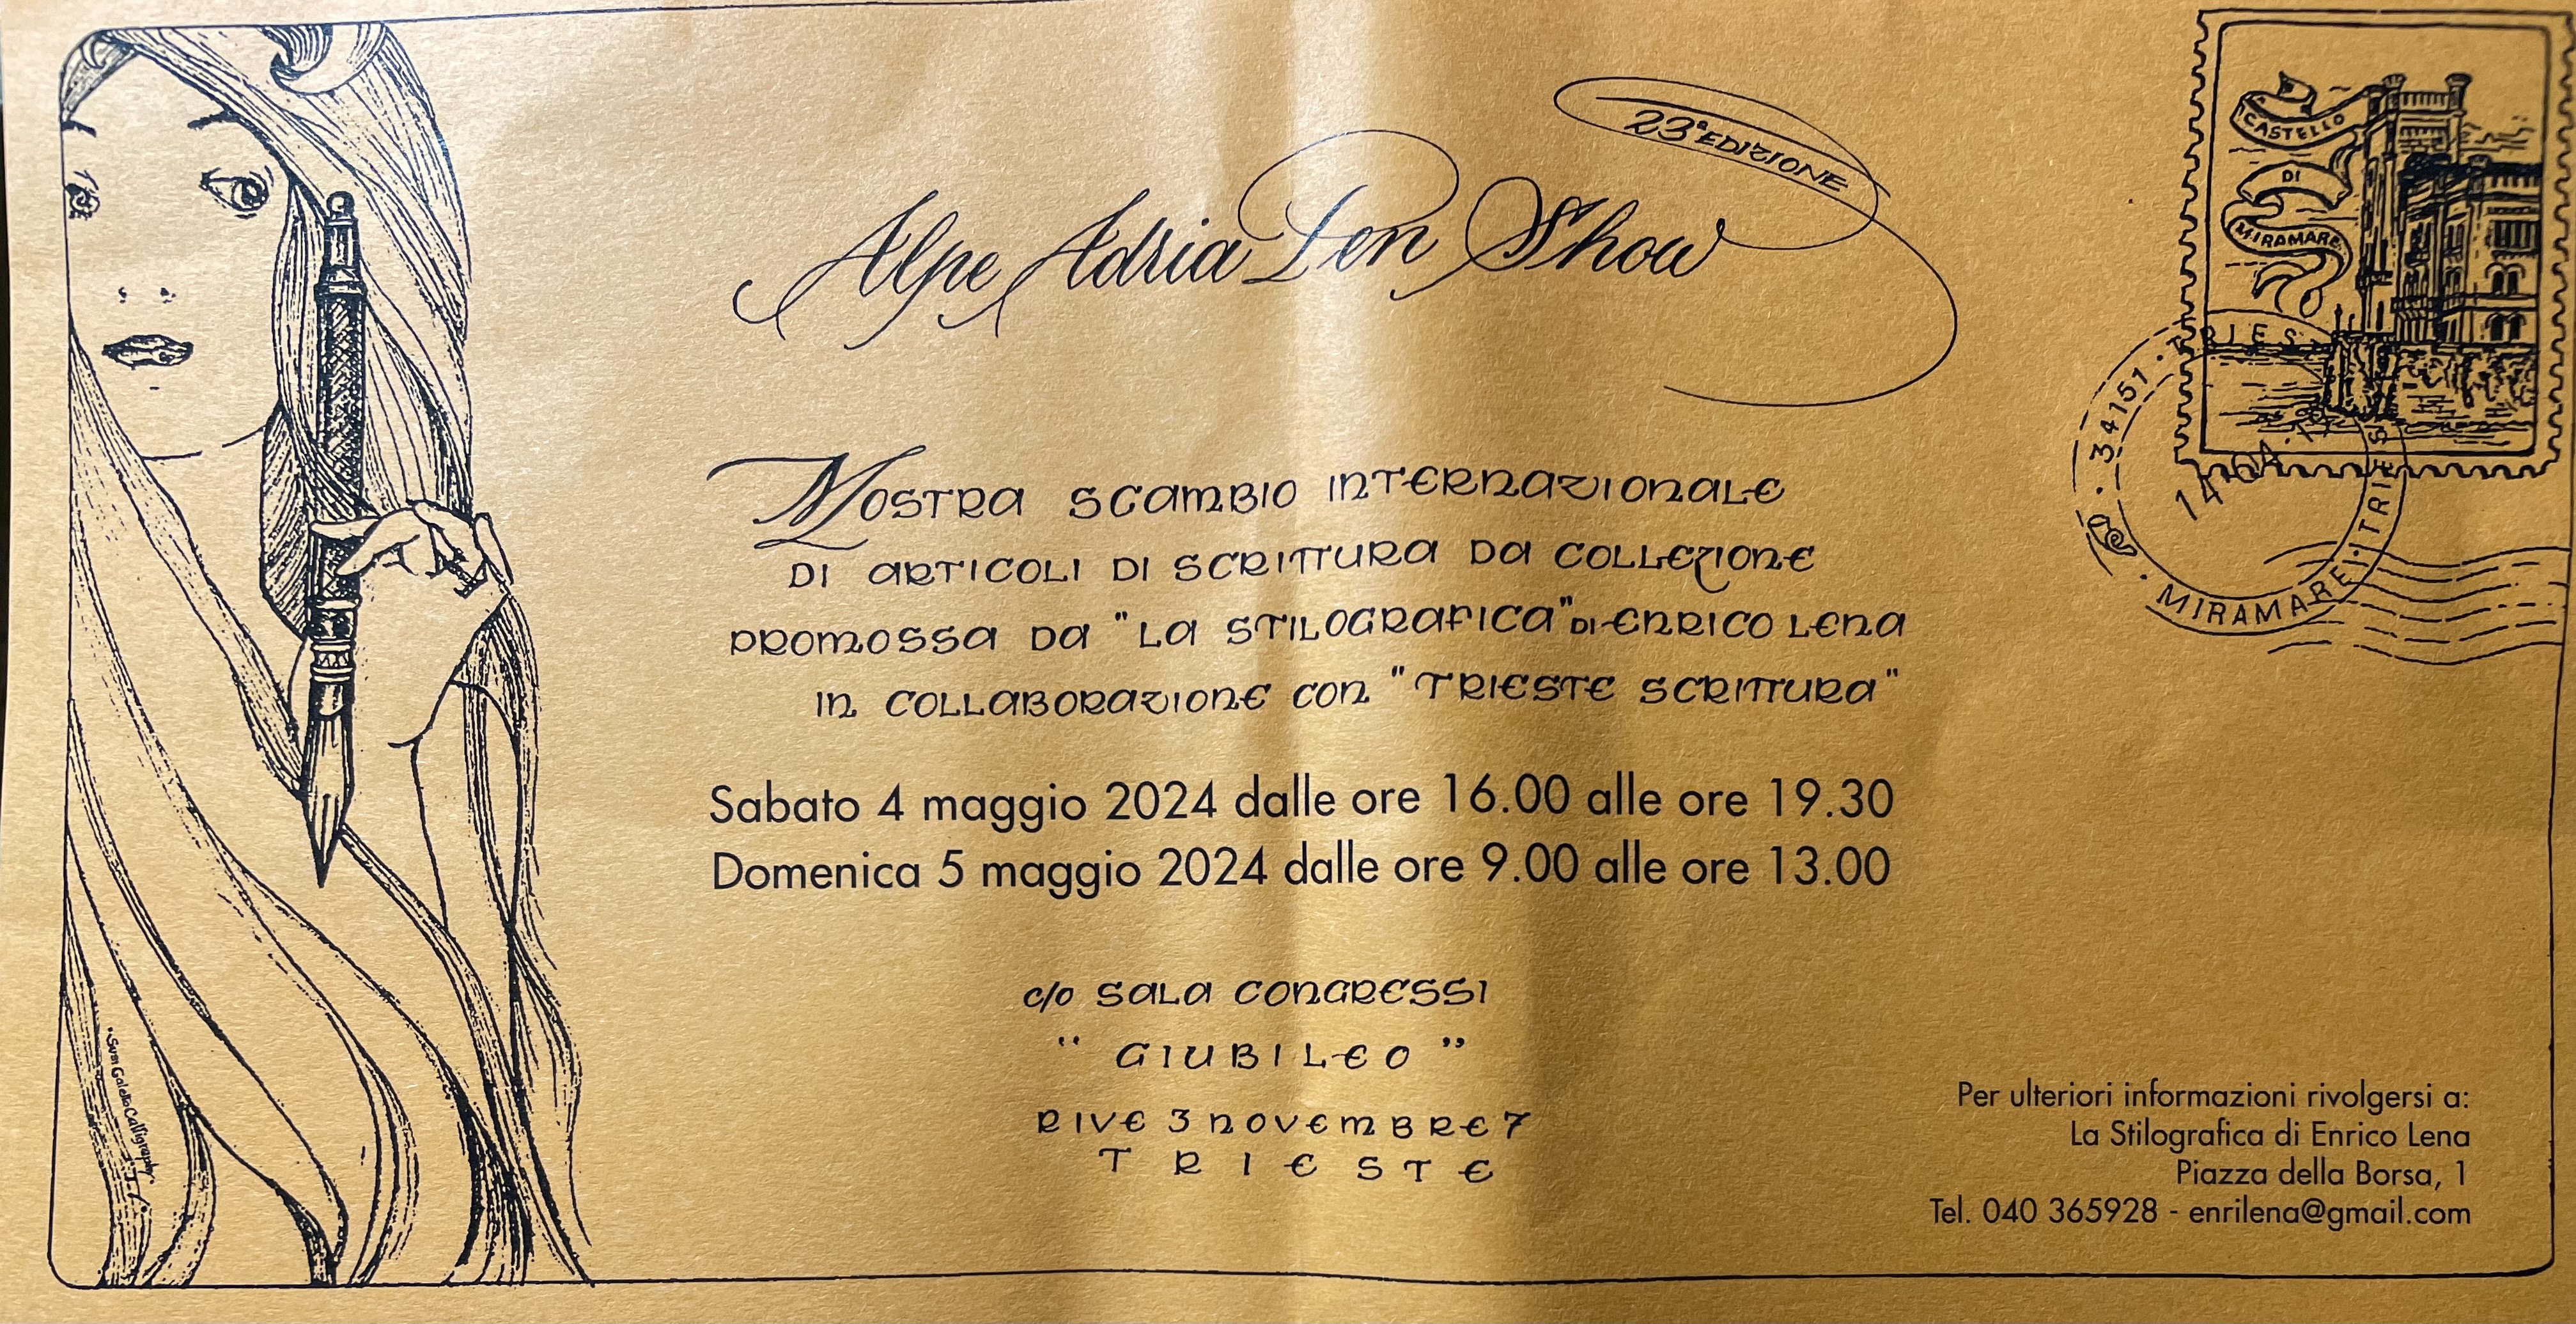 23ª EDIZIONE
Alpe Adria Pen Show
MOSTRA SCAMBIO INTERNAZIONALE
DI ARTICOLI DI SCRITTURA DA COLLEZIONE
PROMOSSA DA "LA STILOGRAFICA" DI ENRICO LENA
IN COLLABORAZIONE CON "TRIESTE SCRITTURA"
Sabato 4 maggio 2024 dalle ore 16.00 alle ore 19.30
Domenica 5 maggio 2024 dalle ore 9.00 alle ore 13.00
c/o SALA CONGRESSI
" GIUBILEO "
RIVE 3 NOVEMBRE 7
TRIESTE
CASTELLO
DI
MIRAMARE
34151 · TRIESTE
MIRAMARE
Per ulteriori informazioni rivolgersi a:
La Stilografica di Enrico Lena
Piazza della Borsa, 1
Tel. 040 365928 - enrilena@gmail.com
Calligraphy